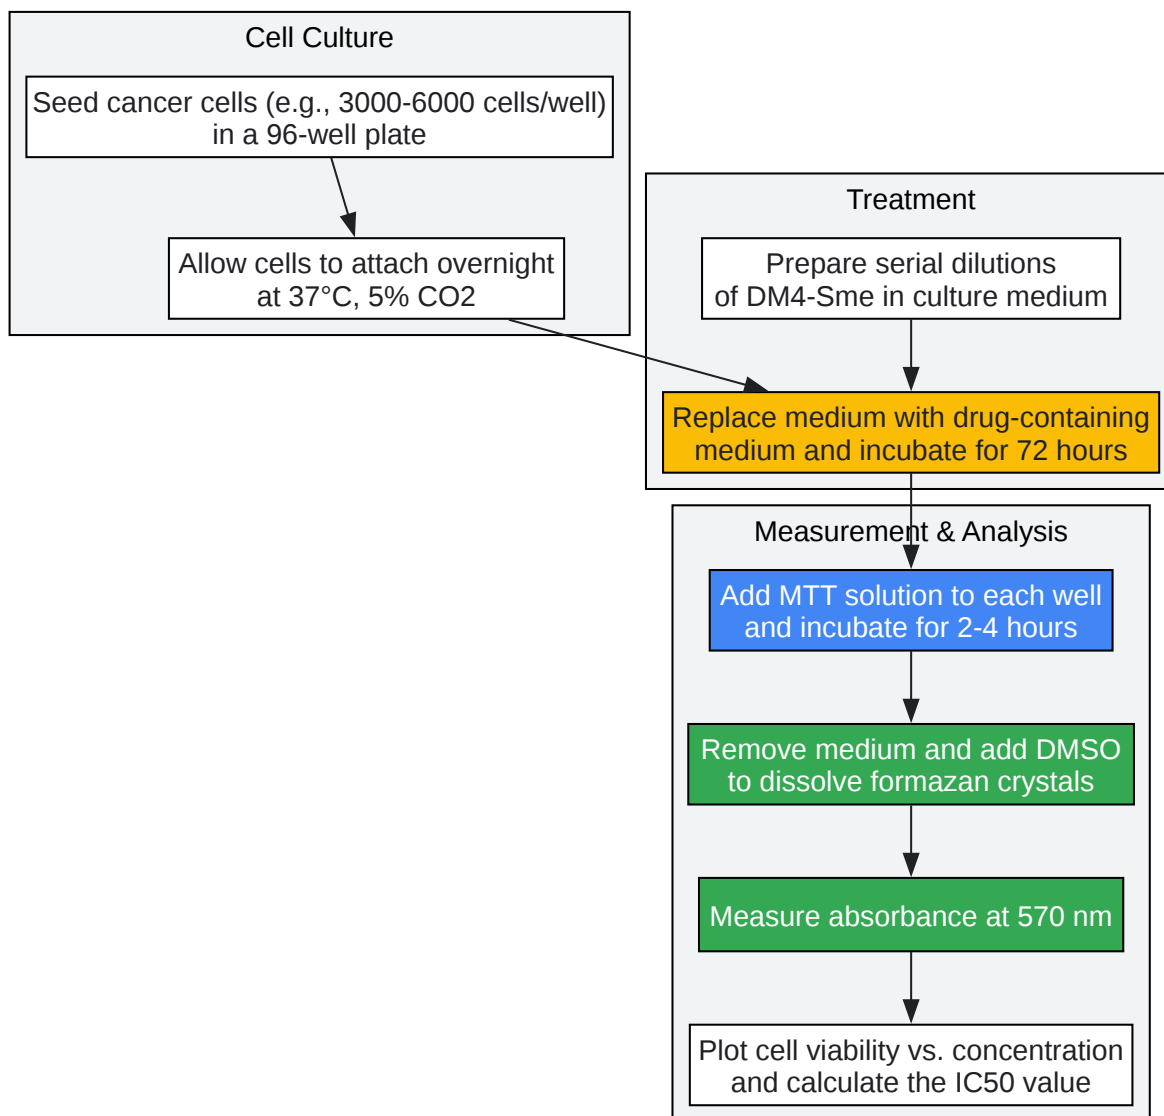 Cell Culture
Seed cancer cells (e.g., 3000-6000 cells/well)
in a 96-well plate
Allow cells to attach overnight
at 37°C, 5% CO2
Treatment
Prepare serial dilutions
of DM4-Sme in culture medium
Replace medium with drug-containing
medium and incubate for 72 hours
Measurement & Analysis
Add MTT solution to each well
and incubate for 2-4 hours
Remove medium and add DMSO
to dissolve formazan crystals
Measure absorbance at 570 nm
Plot cell viability vs. concentration
and calculate the IC50 value